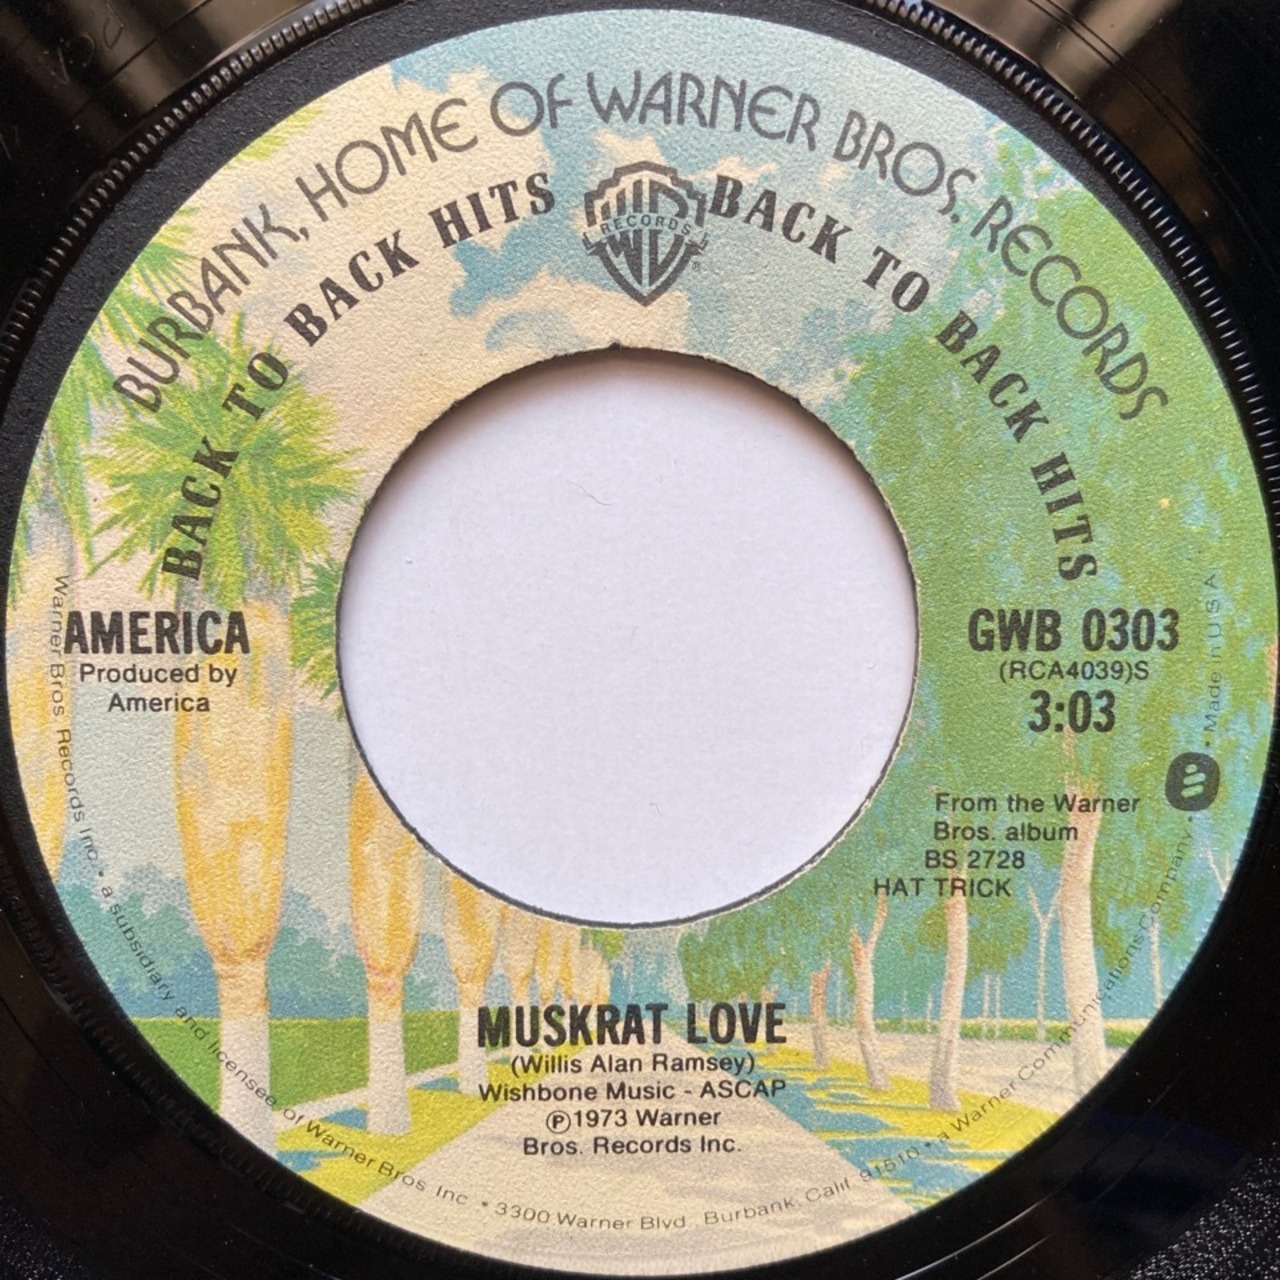 BURBANK, HOME OF WARNER BROS. RECORDS
BACK TO BACK HITS
BACK TO BACK HITS
WB
RECORDS
®
AMERICA
Produced by
America
GWB 0303
(RCA4039)S
3:03
From the Warner
Bros. album
BS 2728
HAT TRICK
MUSKRAT LOVE
(Willis Alan Ramsey)
Wishbone Music - ASCAP
℗1973 Warner
Bros. Records Inc.
Warner Bros. Records Inc. • a subsidiary and licensee of Warner Bros. Inc. • 3300 Warner Blvd., Burbank, Calif. 91510 • a Warner Communications Company • • Made in U.S.A.